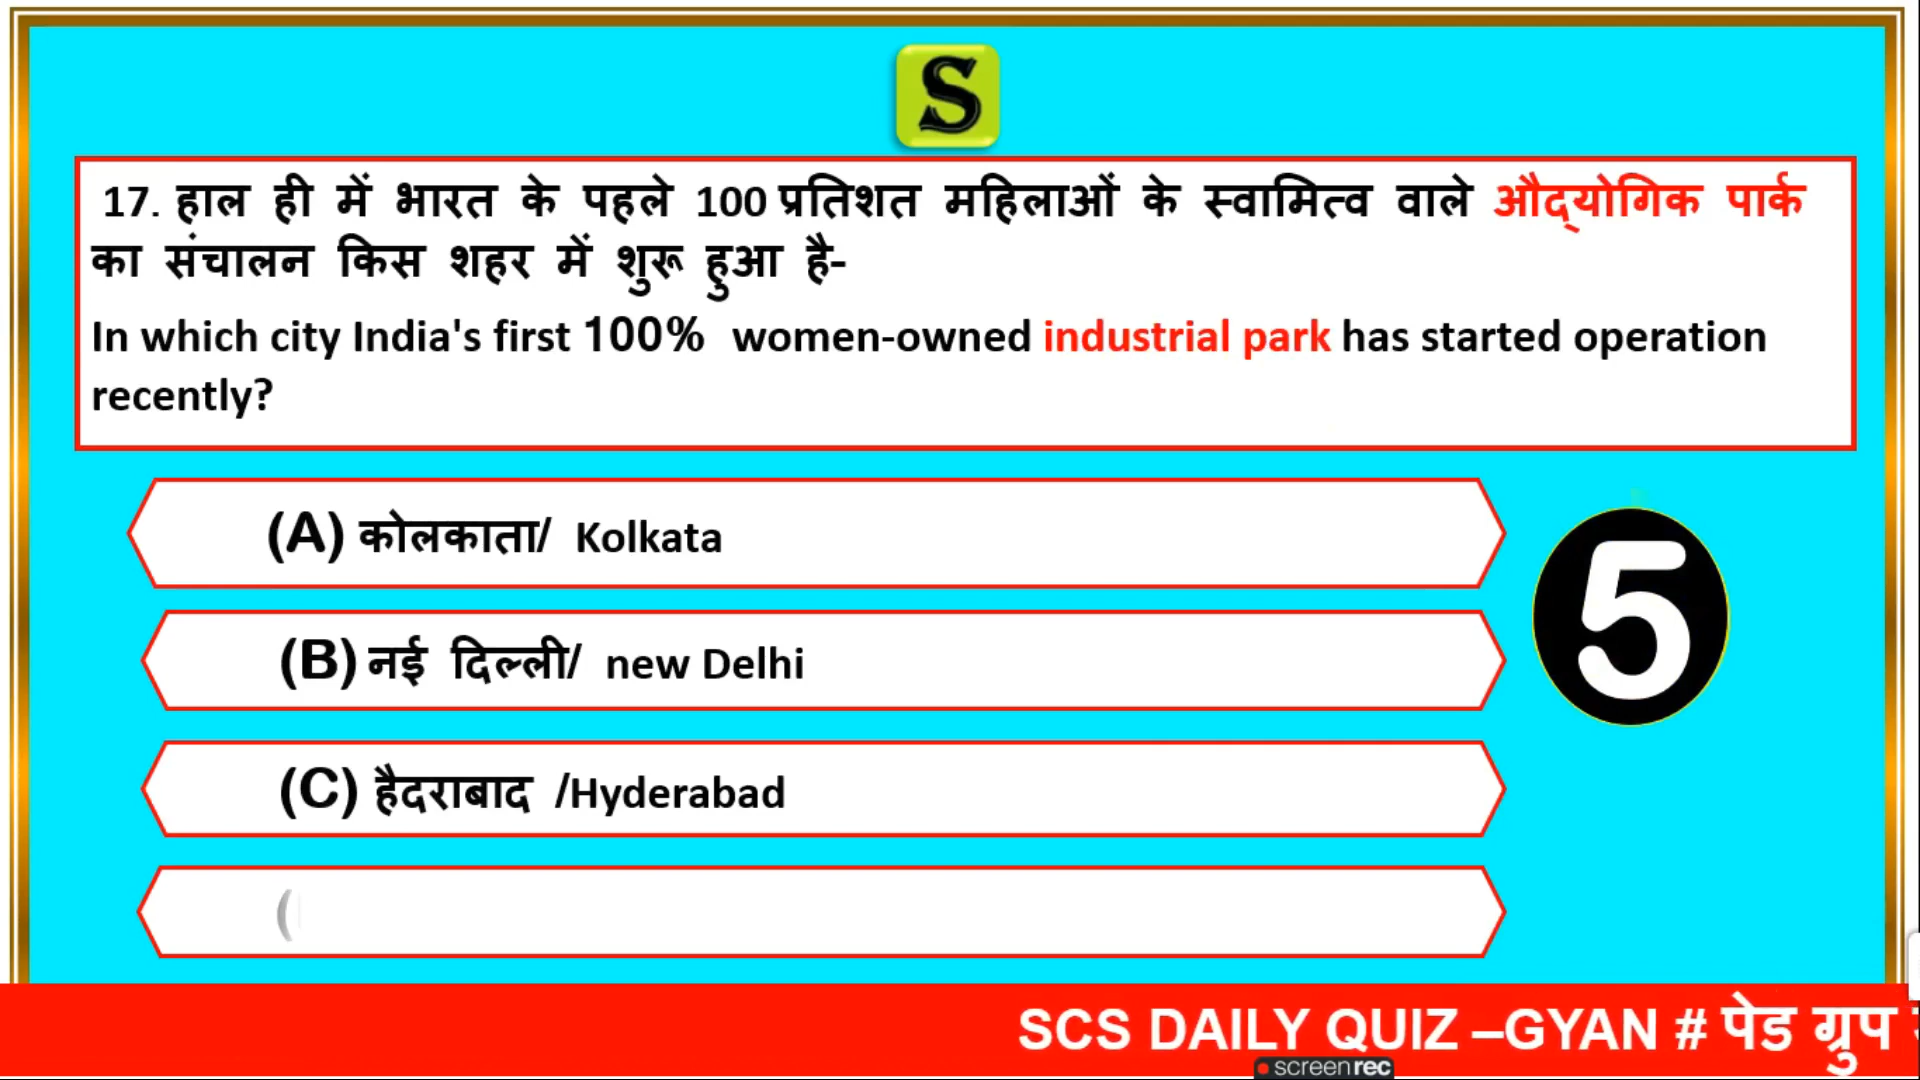 S
17. हाल ही में भारत के पहले 100 प्रतिशत महिलाओं के स्वामित्व वाले औद्योगिक पार्क
का संचालन किस शहर में शुरू हुआ है-
In which city India's first 100% women-owned industrial park has started operation
recently?
(A) कोलकाता/ Kolkata
5
(B) नई दिल्ली/ new Delhi
(C) हैदराबाद /Hyderabad
(
SCS DAILY QUIZ –GYAN # पेड ग्रुप
screenrec